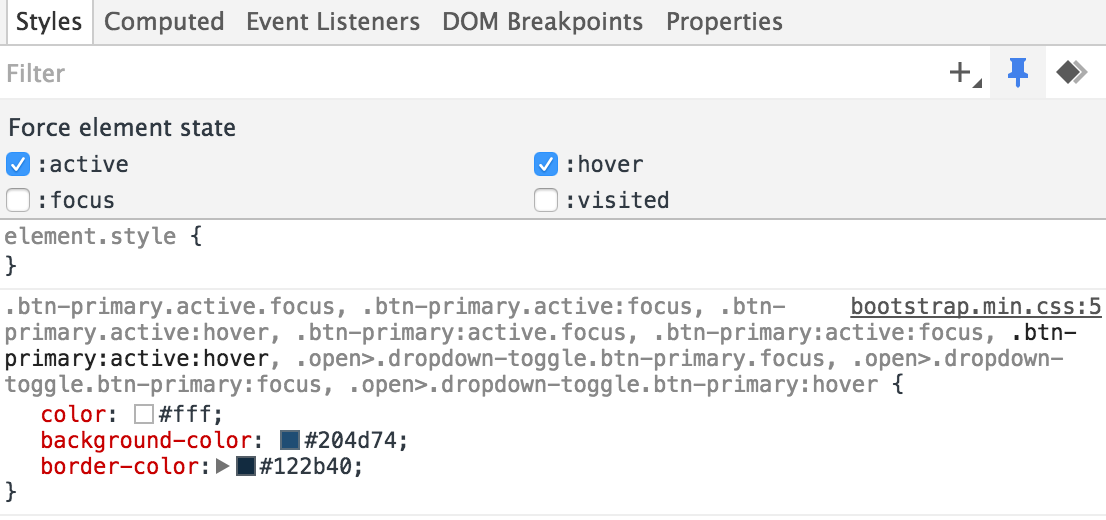 Styles Computed Event Listeners DOM Breakpoints Properties
Filter
Force element state
:active :hover
:focus :visited
element.style {
}
.btn-primary.active.focus, .btn-primary.active:focus, .btn- bootstrap.min.css:5
primary.active:hover, .btn-primary:active.focus, .btn-primary:active:focus, .btn-
primary:active:hover, .open>.dropdown-toggle.btn-primary.focus, .open>.dropdown-
toggle.btn-primary:focus, .open>.dropdown-toggle.btn-primary:hover {
color: #fff;
background-color: #204d74;
border-color: #122b40;
}